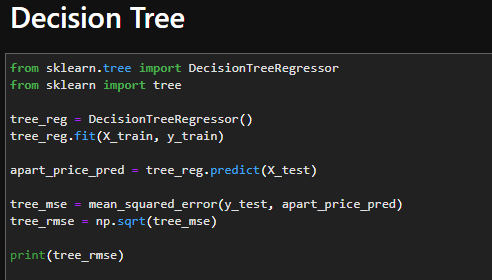 Decision Tree
from sklearn.tree import DecisionTreeRegressor
from sklearn import tree
tree_reg = DecisionTreeRegressor()
tree_reg.fit(X_train, y_train)
apart_price_pred = tree_reg.predict(X_test)
tree_mse = mean_squared_error(y_test, apart_price_pred)
tree_rmse = np.sqrt(tree_mse)
print(tree_rmse)